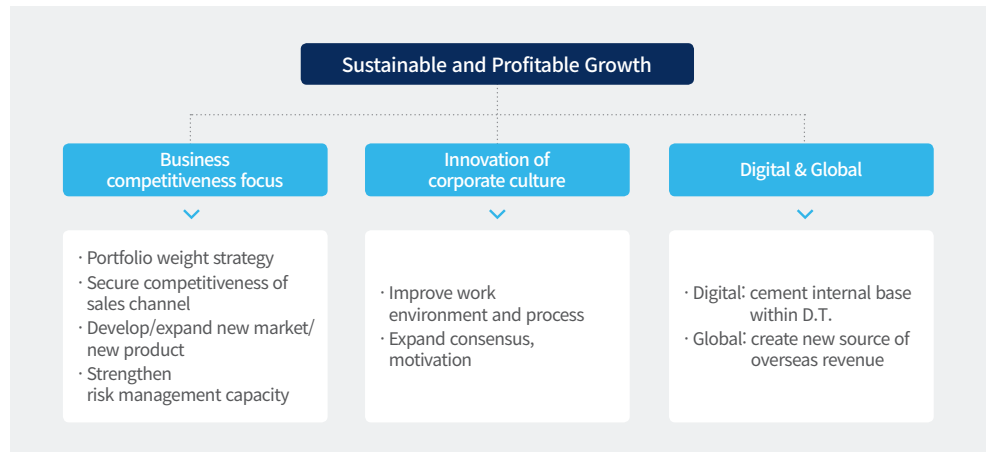 Sustainable and Profitable Growth
Business
competitiveness focus
· Portfolio weight strategy
· Secure competitiveness of
sales channel
· Develop/expand new market/
new product
· Strengthen
risk management capacity
Innovation of
corporate culture
· Improve work
environment and process
· Expand consensus,
motivation
Digital & Global
· Digital: cement internal base
within D.T.
· Global: create new source of
overseas revenue